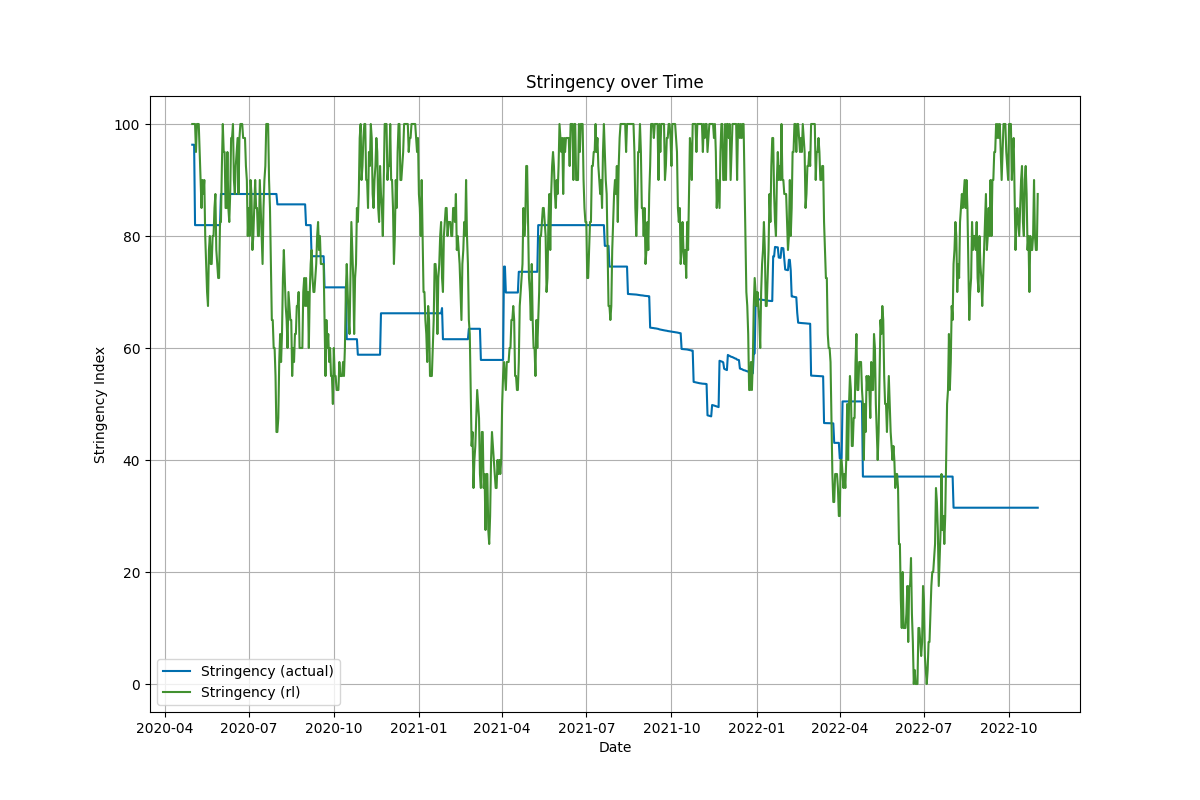 Stringency over Time
Stringency Index
100
80
60
40
20
0
Stringency (actual)
Stringency (rl)
2020-04 2020-07 2020-10 2021-01 2021-04 2021-07 2021-10 2022-01 2022-04 2022-07 2022-10
Date